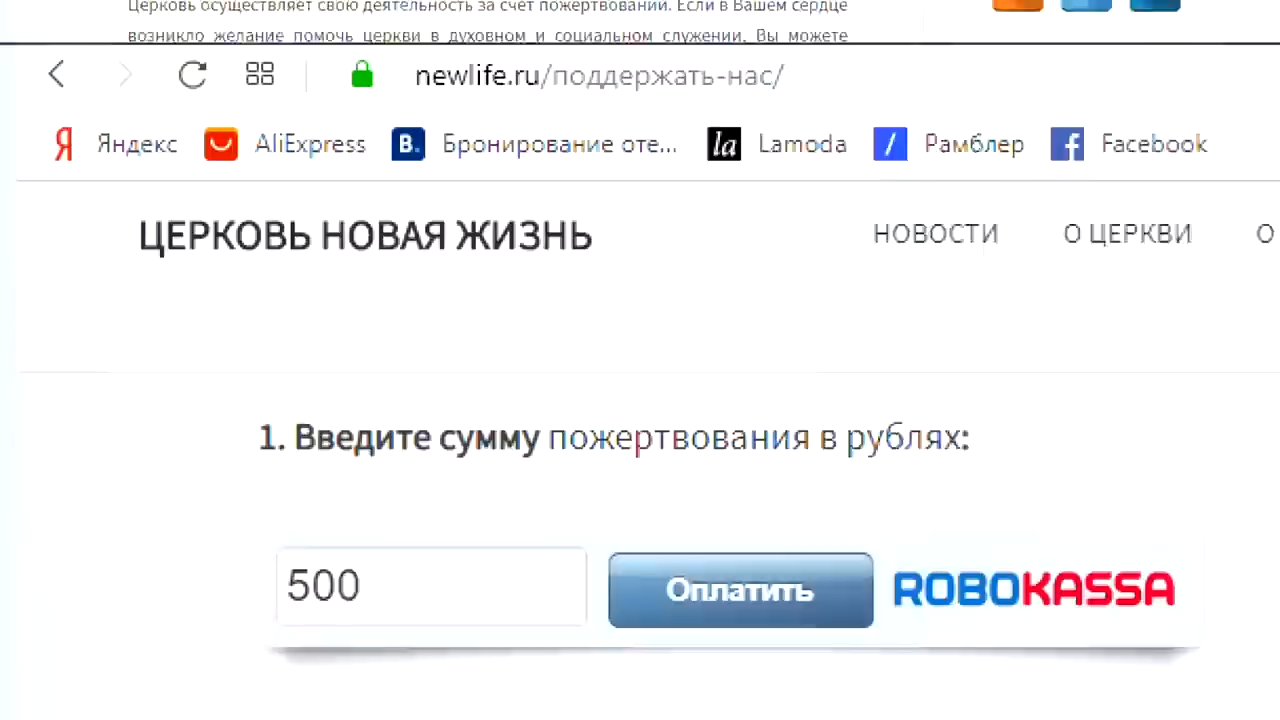 Церковь осуществляет свою деятельность за счет пожертвований. Если в Вашем сердце
возникло желание помочь церкви в духовном и социальном служении, Вы можете
newlife.ru/поддержать-нас/
Яндекс AliExpress B. Бронирование оте... la Lamoda Рамблер Facebook
ЦЕРКОВЬ НОВАЯ ЖИЗНЬ НОВОСТИ О ЦЕРКВИ О
1. Введите сумму пожертвования в рублях:
500 Оплатить ROBOKASSA